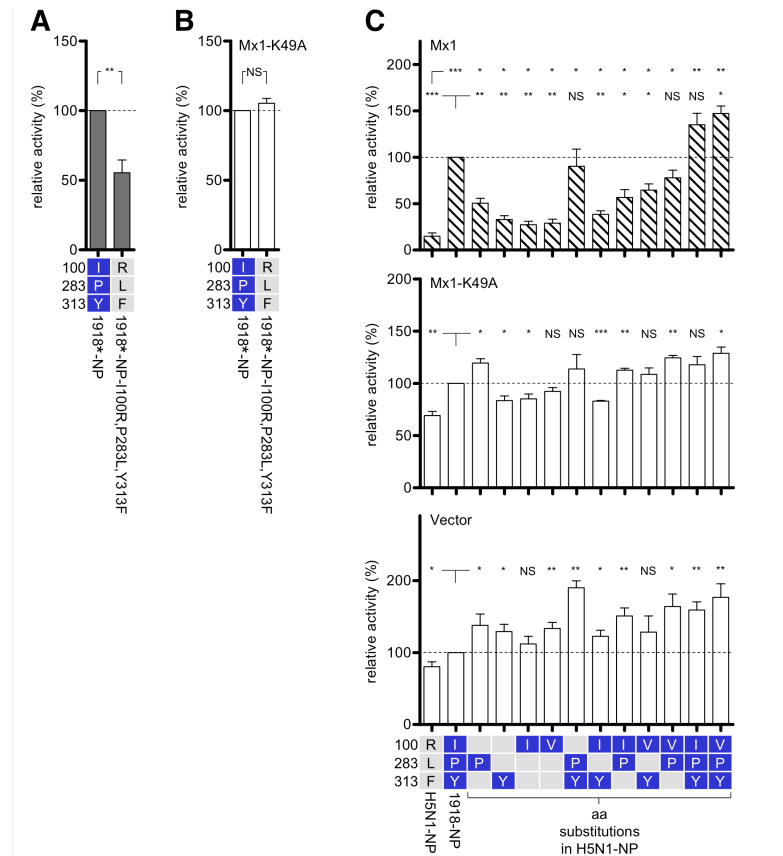 A
150
100
50
0
relative activity (%)
**
100 I R
283 P L
313 Y F
1918*-NP
1918*-NP-I100R,P283L,Y313F
B
150
100
50
0
relative activity (%)
Mx1-K49A
NS
100 I R
283 P L
313 Y F
1918*-NP
1918*-NP-I100R,P283L,Y313F
C
Mx1
200
150
100
50
0
relative activity (%)
*** * * * * * * * * * ** **
*** ** ** ** ** NS ** * * NS NS *
Mx1-K49A
200
150
100
50
0
relative activity (%)
** * * * NS NS *** ** NS ** NS *
Vector
200
100
0
relative activity (%)
* * * NS ** ** * ** NS * ** **
100 R I I V I I V V I V
283 L P P P P P P P
313 F Y Y Y Y Y Y Y
H5N1-NP
1918-NP
aa
substitutions
in H5N1-NP